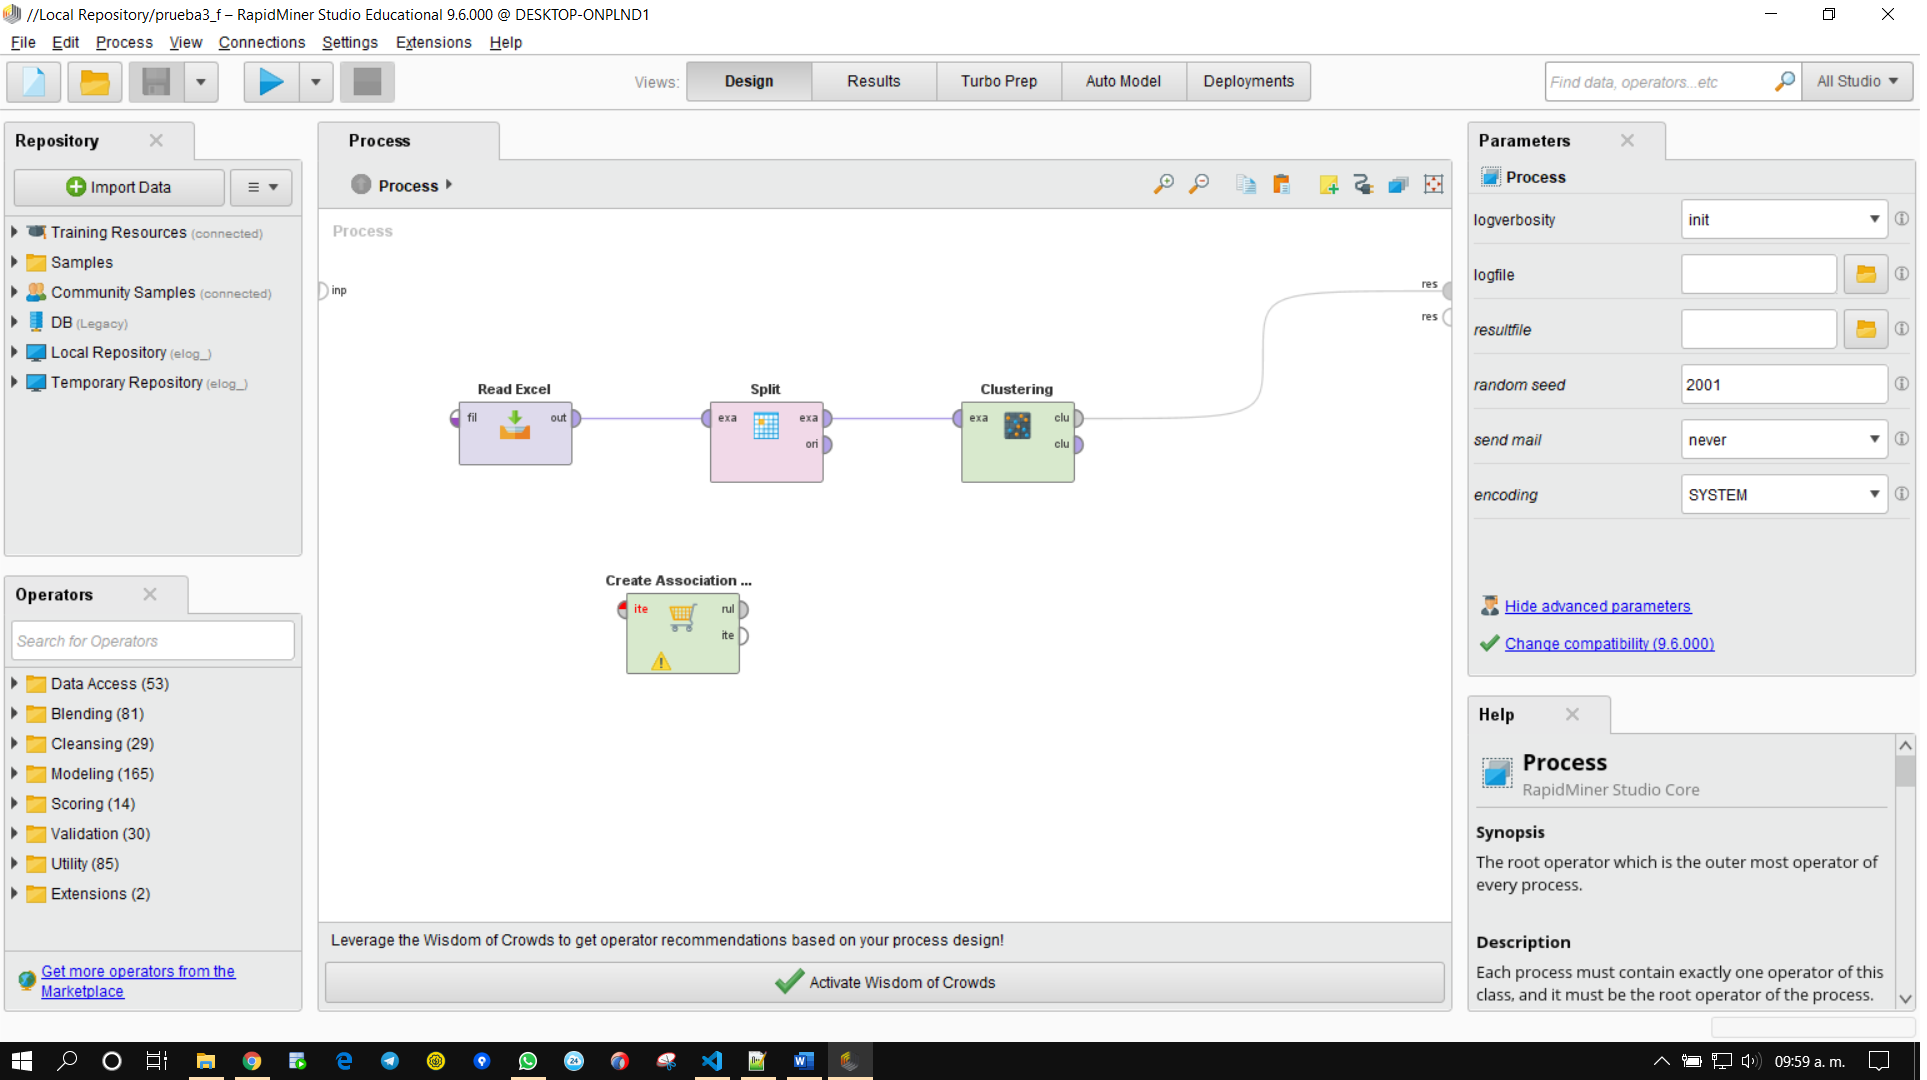 //Local Repository/prueba3_f – RapidMiner Studio Educational 9.6.000 @ DESKTOP-ONPLND1
File Edit Process View Connections Settings Extensions Help
Views: Design Results Turbo Prep Auto Model Deployments
Find data, operators...etc
All Studio
Repository
Import Data
Training Resources (connected)
Samples
Community Samples (connected)
DB (Legacy)
Local Repository (elog_)
Temporary Repository (elog_)
Operators
Search for Operators
Data Access (53)
Blending (81)
Cleansing (29)
Modeling (165)
Scoring (14)
Validation (30)
Utility (85)
Extensions (2)
Get more operators from the
Marketplace
Process
Process
Process
inp
res
res
Read Excel
fil out
Split
exa exa
ori
Clustering
exa clu
clu
Create Association ...
ite rul
ite
Leverage the Wisdom of Crowds to get operator recommendations based on your process design!
Activate Wisdom of Crowds
Parameters
Process
logverbosity init
logfile
resultfile
random seed 2001
send mail never
encoding SYSTEM
Hide advanced parameters
Change compatibility (9.6.000)
Help
Process
RapidMiner Studio Core
Synopsis
The root operator which is the outer most operator of
every process.
Description
Each process must contain exactly one operator of this
class, and it must be the root operator of the process.
09:59 a. m.